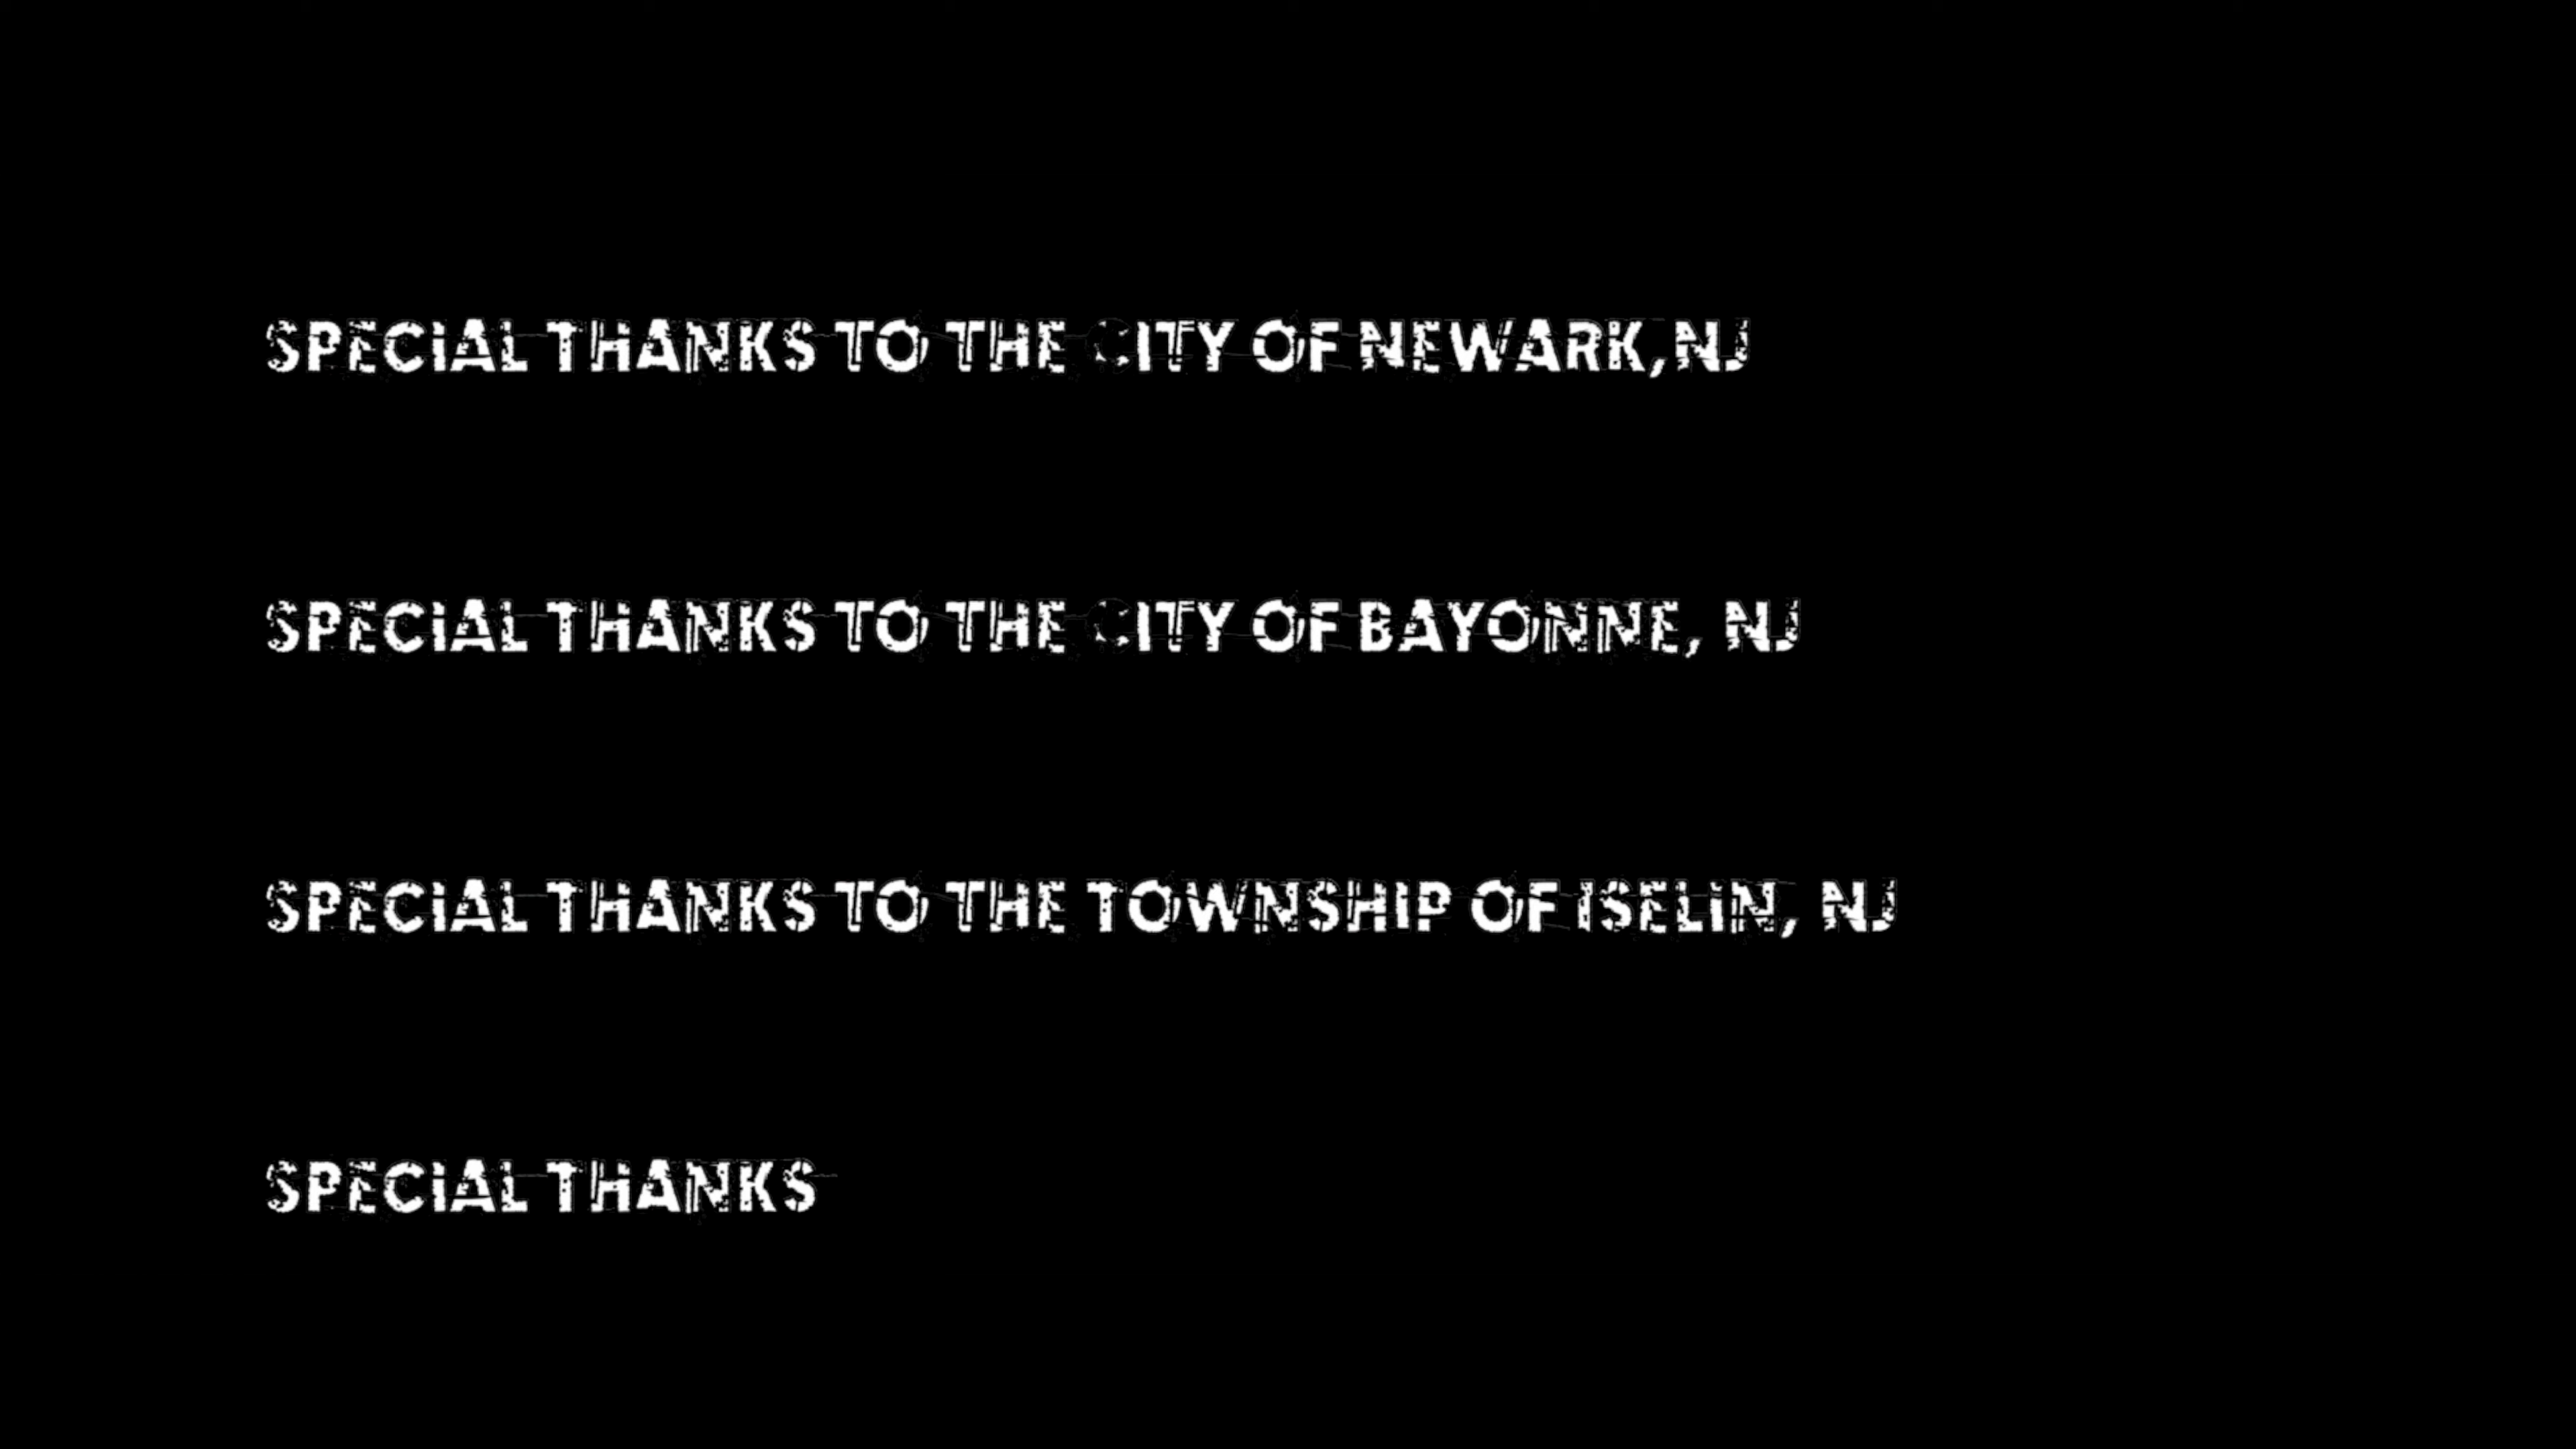 SPECIAL THANKS TO THE CITY OF NEWARK, NJ
SPECIAL THANKS TO THE CITY OF BAYONNE, NJ
SPECIAL THANKS TO THE TOWNSHIP OF ISELIN, NJ
SPECIAL THANKS